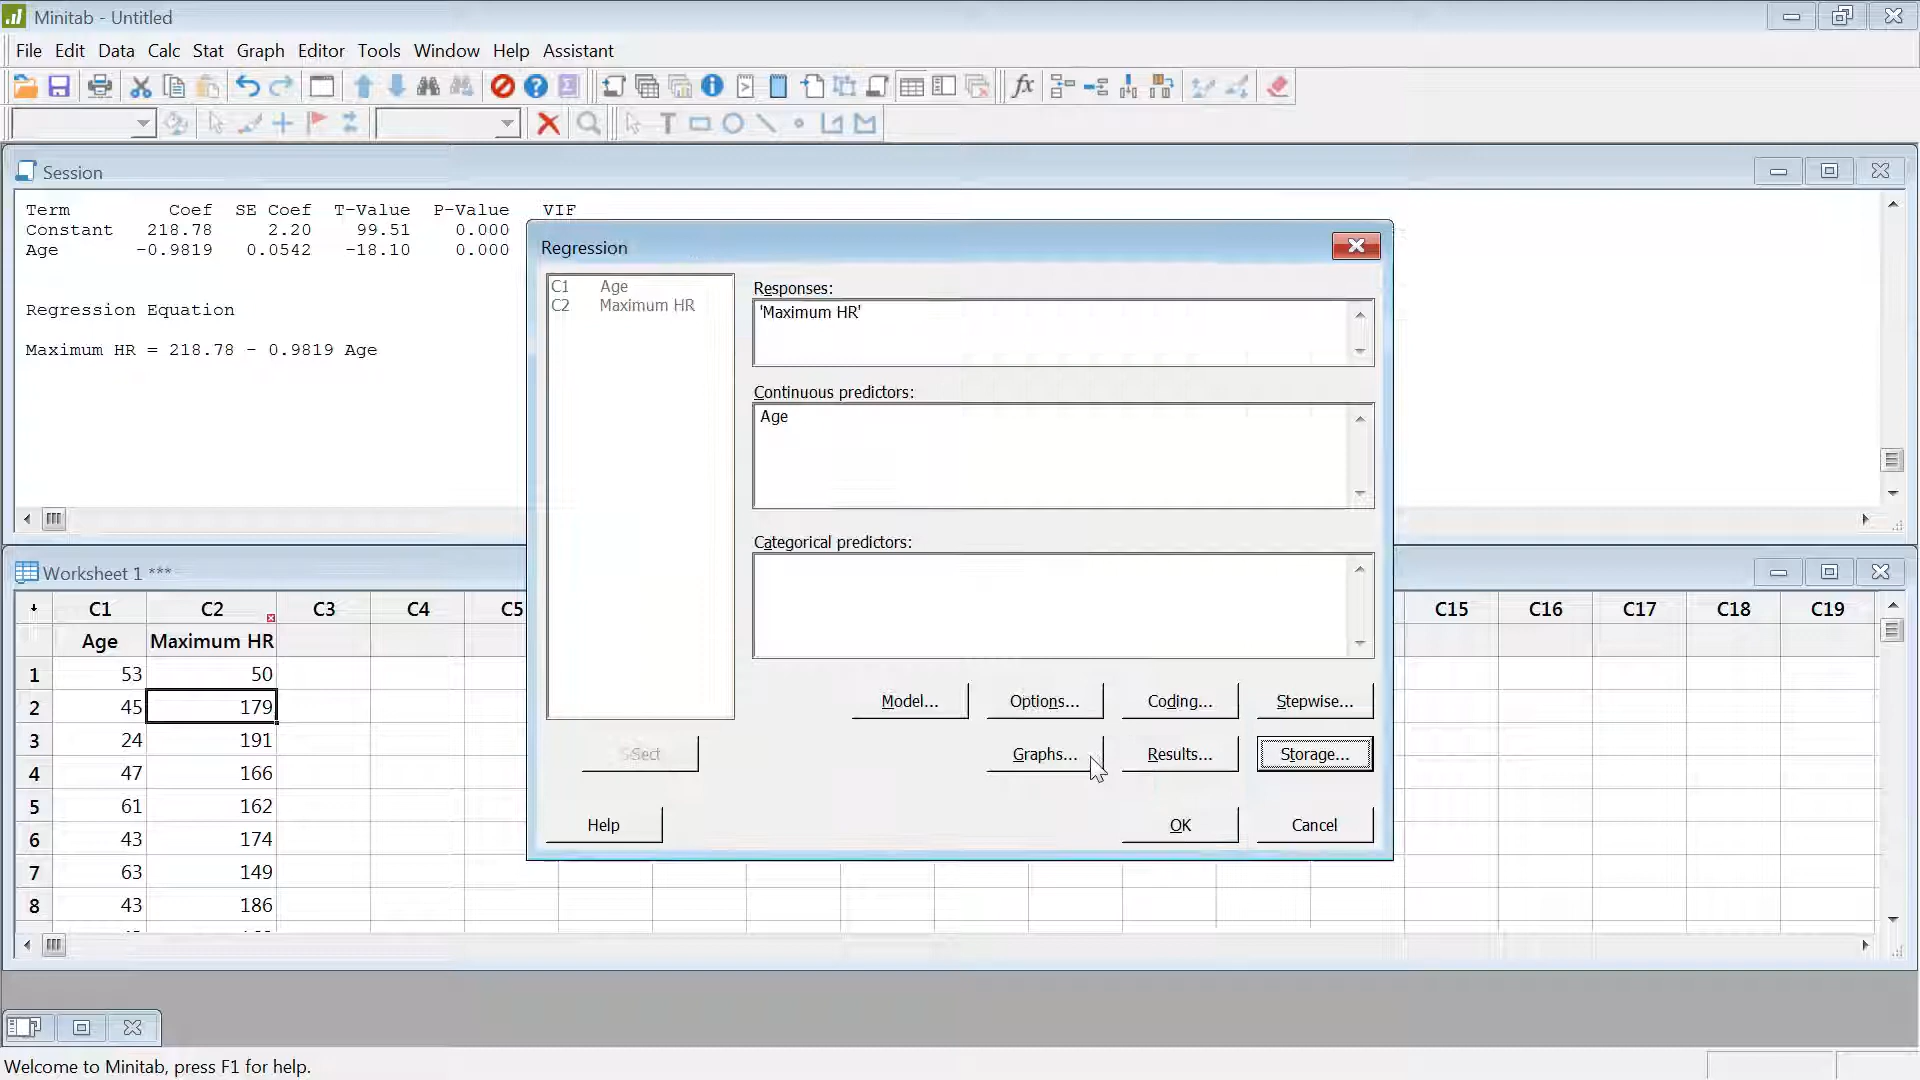 Minitab - Untitled
File Edit Data Calc Stat Graph Editor Tools Window Help Assistant
Session
Term Coef SE Coef T-Value P-Value VIF
Constant 218.78 2.20 99.51 0.000
Age -0.9819 0.0542 -18.10 0.000
Regression Equation
Maximum HR = 218.78 - 0.9819 Age
Regression
C1 Age
C2 Maximum HR
Responses:
'Maximum HR'
Continuous predictors:
Age
Categorical predictors:
Model... Options... Coding... Stepwise...
Graphs... Results... Storage...
Help OK Cancel
Worksheet 1 ***
C1 C2 C3 C4 C5 C15 C16 C17 C18 C19
Age Maximum HR
1 53 50
2 45 179
3 24 191
4 47 166
5 61 162
6 43 174
7 63 149
8 43 186
Welcome to Minitab, press F1 for help.